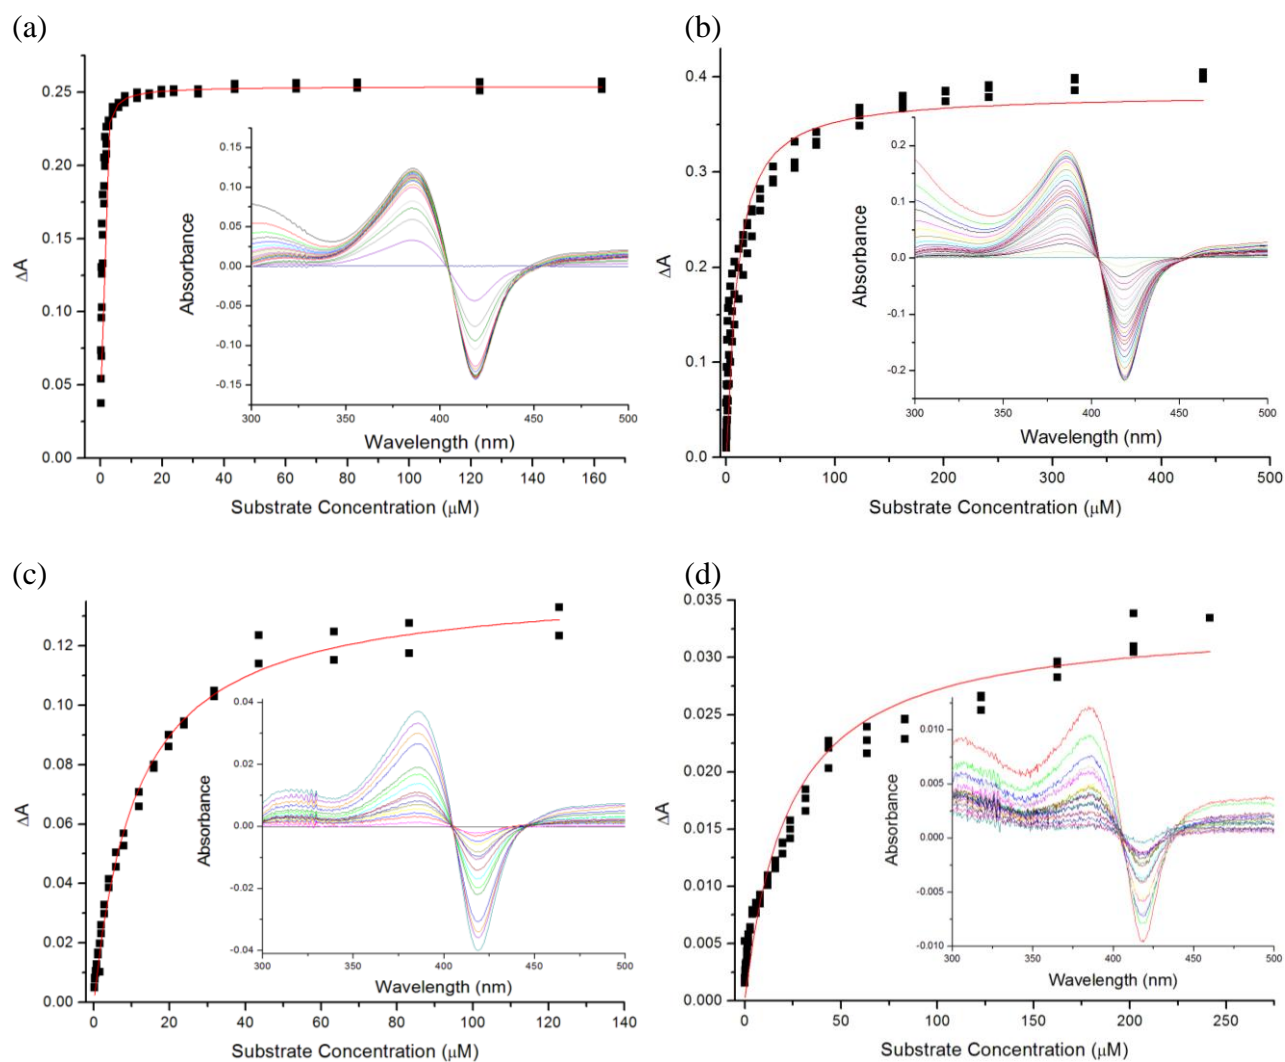 (a)
0.25
0.20
0.15
0.10
0.05
0.00
ΔA
0 20 40 60 80 100 120 140 160
Substrate Concentration (μM)
0.15
0.10
0.05
0.00
-0.05
-0.10
-0.15
Absorbance
300 350 400 450 500
Wavelength (nm)
(b)
0.4
0.3
0.2
0.1
0.0
ΔA
0 100 200 300 400 500
Substrate Concentration (μM)
0.2
0.1
0.0
-0.1
-0.2
Absorbance
300 350 400 450 500
Wavelength (nm)
(c)
0.12
0.10
0.08
0.06
0.04
0.02
0.00
ΔA
0 20 40 60 80 100 120 140
Substrate Concentration (μM)
0.04
0.02
0.00
-0.02
-0.04
Absorbance
300 350 400 450 500
Wavelength (nm)
(d)
0.035
0.030
0.025
0.020
0.015
0.010
0.005
0.000
ΔA
0 50 100 150 200 250
Substrate Concentration (μM)
0.010
0.005
0.000
-0.005
-0.010
Absorbance
300 350 400 450 500
Wavelength (nm)